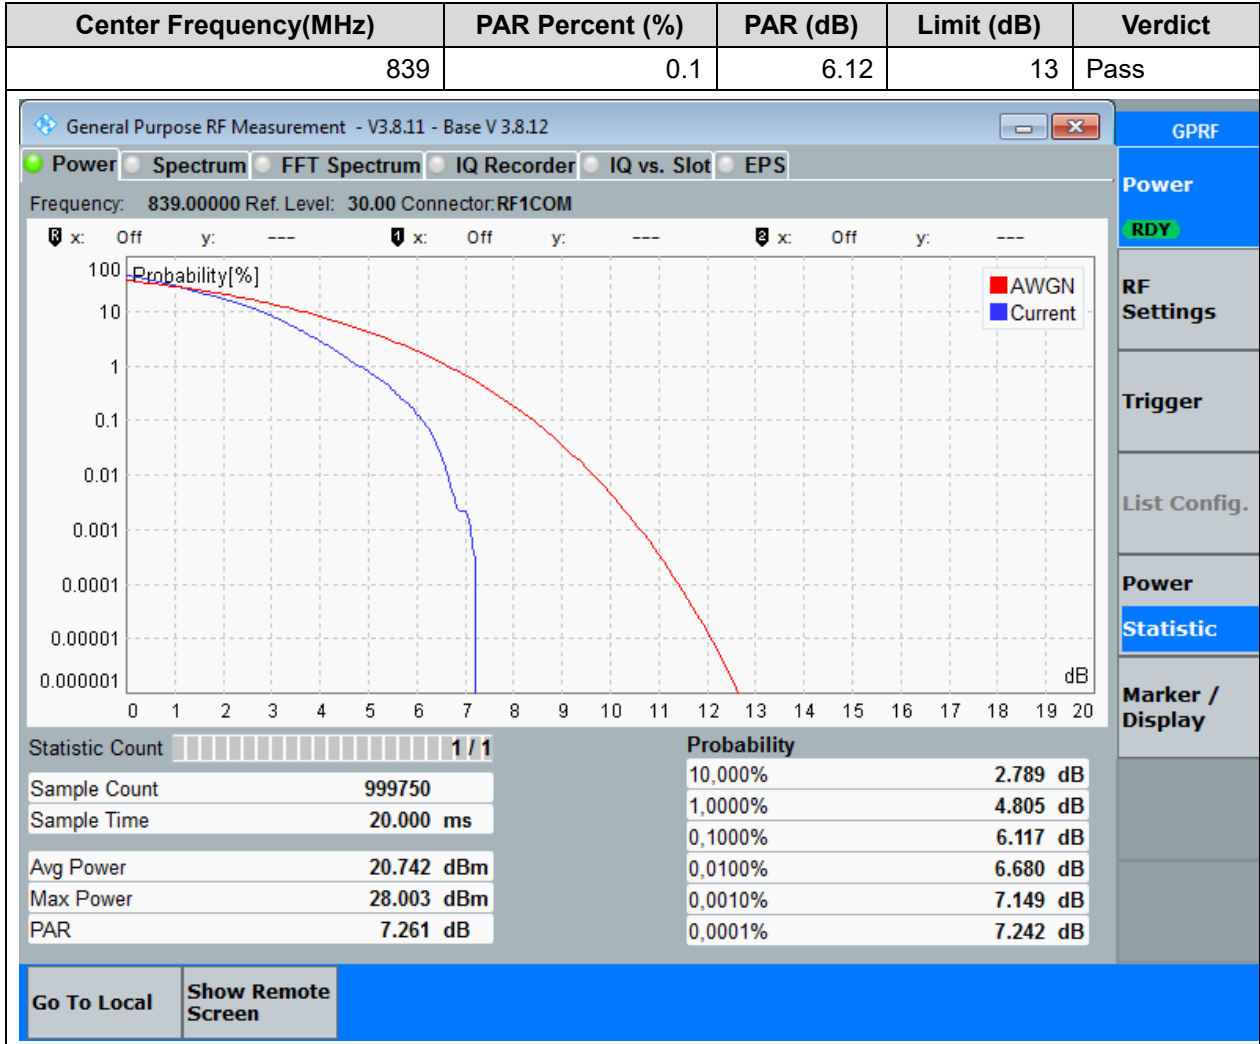 Center Frequency(MHz) PAR Percent (%) PAR (dB) Limit (dB) Verdict
839 0.1 6.12 13 Pass
General Purpose RF Measurement - V3.8.11 - Base V 3.8.12
GPRF
Power Spectrum FFT Spectrum IQ Recorder IQ vs. Slot EPS
Power
RDY
Frequency: 839.00000 Ref. Level: 30.00 Connector: RF1COM
R x: Off y: --- 1 x: Off y: --- 2 x: Off y: ---
Probability[%]
AWGN
Current
100
10
1
0.1
0.01
0.001
0.0001
0.00001
0.000001
dB
0 1 2 3 4 5 6 7 8 9 10 11 12 13 14 15 16 17 18 19 20
RF
Settings
Trigger
List Config.
Power
Statistic
Marker /
Display
Statistic Count 1 / 1
Sample Count 999750
Sample Time 20.000 ms
Avg Power 20.742 dBm
Max Power 28.003 dBm
PAR 7.261 dB
Probability
10,000% 2.789 dB
1,0000% 4.805 dB
0,1000% 6.117 dB
0,0100% 6.680 dB
0,0010% 7.149 dB
0,0001% 7.242 dB
Go To Local
Show Remote
Screen